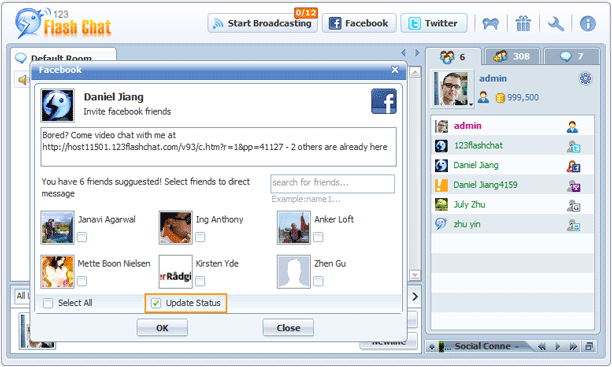 123
Flash Chat
Start Broadcasting
0/12
Facebook
Twitter
Default Room
6
308
7
Facebook
Daniel Jiang
Invite facebook friends
Bored? Come video chat with me at
http://host11501.123flashchat.com/v93/c.htm?r=1&pp=41127 - 2 others are already here
You have 6 friends sugguested! Select friends to direct
message
search for friends...
Example:name1...
Janavi Agarwal
Ing Anthony
Anker Loft
Mette Boon Nielsen
Kirsten Yde
Zhen Gu
erRådgi
Select All
Update Status
OK
Close
admin
999,500
admin
123flashchat
Daniel Jiang
Daniel Jiang4159
July Zhu
zhu yin
All U
Newline
... Social Conne ~